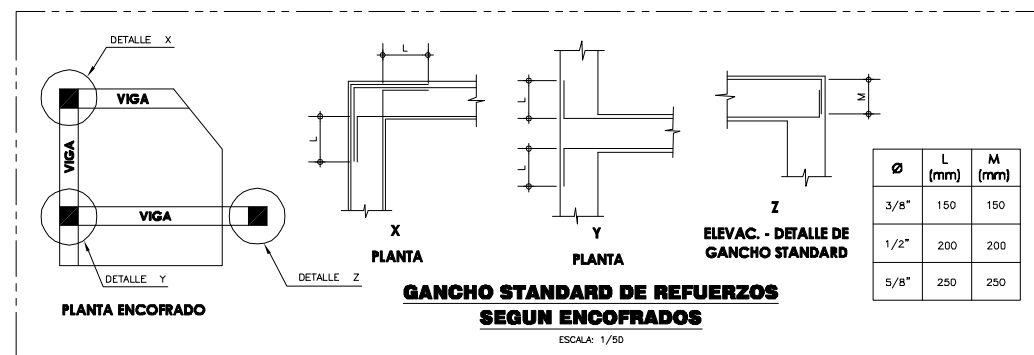 DETALLE X
VIGA
VIGA
VIGA
DETALLE Y
DETALLE Z
PLANTA ENCOFRADO
L
L
X
PLANTA
L
L
Y
PLANTA
M
Z
ELEVAC. - DETALLE DE
GANCHO STANDARD
GANCHO STANDARD DE REFUERZOS
SEGUN ENCOFRADOS
ESCALA: 1/50
Ø L (mm) M (mm)
3/8" 150 150
1/2" 200 200
5/8" 250 250